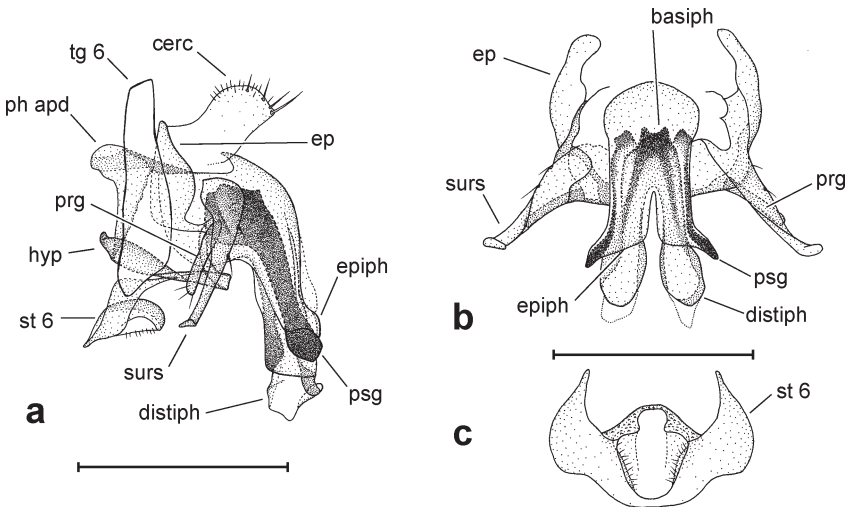 tg 6
cerc
ph apd
ep
prg
hyp
epiph
st 6
surs
psg
distiph
a
basiph
ep
surs
prg
psg
epiph
distiph
b
st 6
c